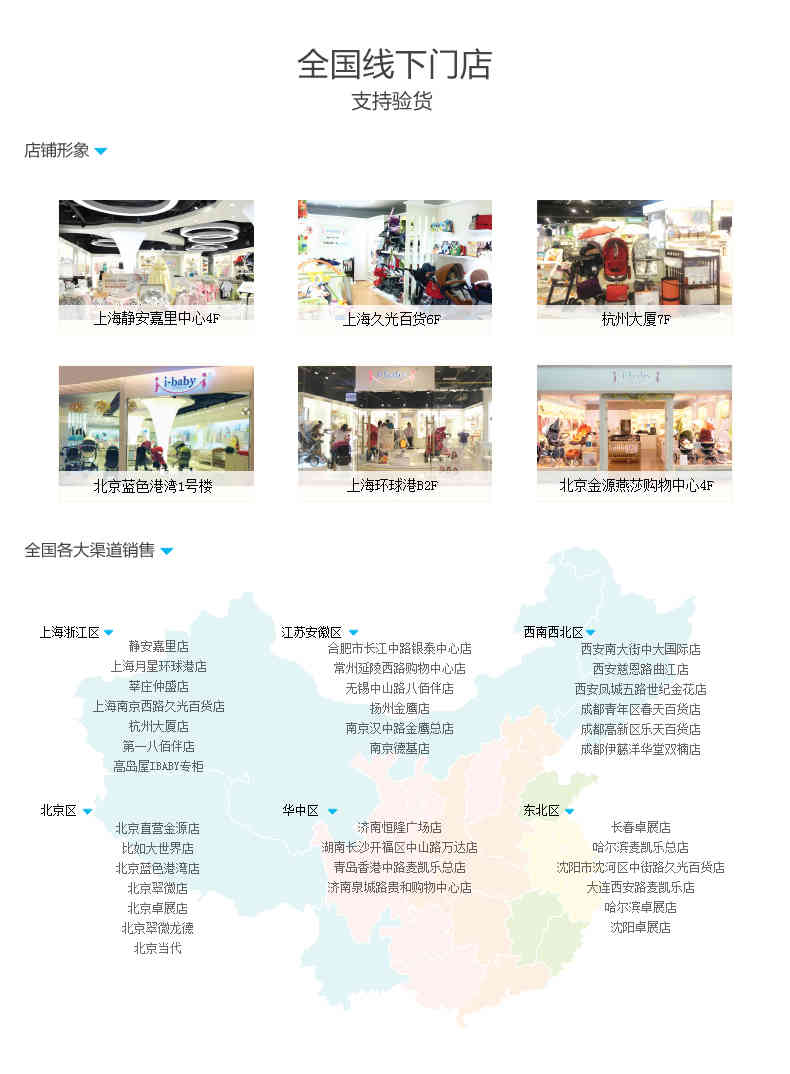 全国线下门店
支持验货
店铺形象
上海静安嘉里中心4F
上海久光百货6F
杭州大厦7F
i-baby
i-baby
i-baby
北京蓝色港湾1号楼
上海环球港B2F
北京金源燕莎购物中心4F
全国各大渠道销售
上海浙江区
静安嘉里店
上海月星环球港店
莘庄仲盛店
上海南京西路久光百货店
杭州大厦店
第一八佰伴店
高岛屋IBABY专柜
江苏安徽区
合肥市长江中路银泰中心店
常州延陵西路购物中心店
无锡中山路八佰伴店
扬州金鹰店
南京汉中路金鹰总店
南京德基店
西南西北区
西安南大街中大国际店
西安慈恩路曲江店
西安凤城五路世纪金花店
成都青年区春天百货店
成都高新区乐天百货店
成都伊藤洋华堂双楠店
北京区
北京直营金源店
比如大世界店
北京蓝色港湾店
北京翠微店
北京卓展店
北京翠微龙德
北京当代
华中区
济南恒隆广场店
湖南长沙开福区中山路万达店
青岛香港中路麦凯乐总店
济南泉城路贵和购物中心店
东北区
长春卓展店
哈尔滨麦凯乐总店
沈阳市沈河区中街路久光百货店
大连西安路麦凯乐店
哈尔滨卓展店
沈阳卓展店